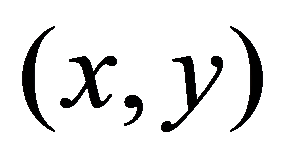 (x, y)